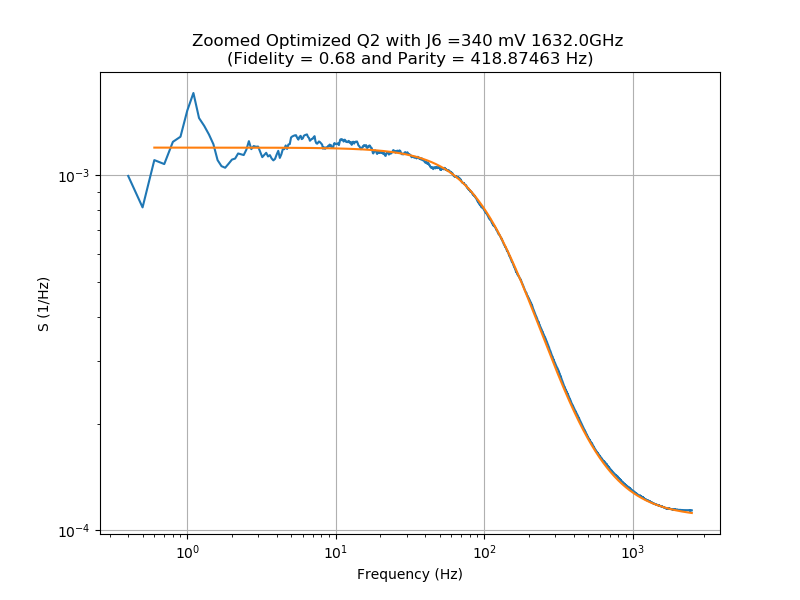 Zoomed Optimized Q2 with J6 =340 mV 1632.0GHz
(Fidelity = 0.68 and Parity = 418.87463 Hz)
S (1/Hz)
10⁻³
10⁻⁴
10⁰ 10¹ 10² 10³
Frequency (Hz)